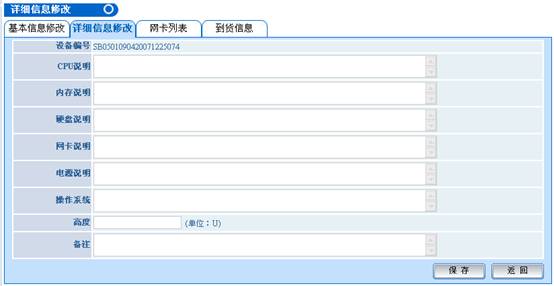 详细信息修改
基本信息修改 详细信息修改 网卡列表 到货信息
设备编号 SB0501090420071225074
CPU说明
内存说明
硬盘说明
网卡说明
电源说明
操作系统
高度 (单位：U)
备注
保存 返回